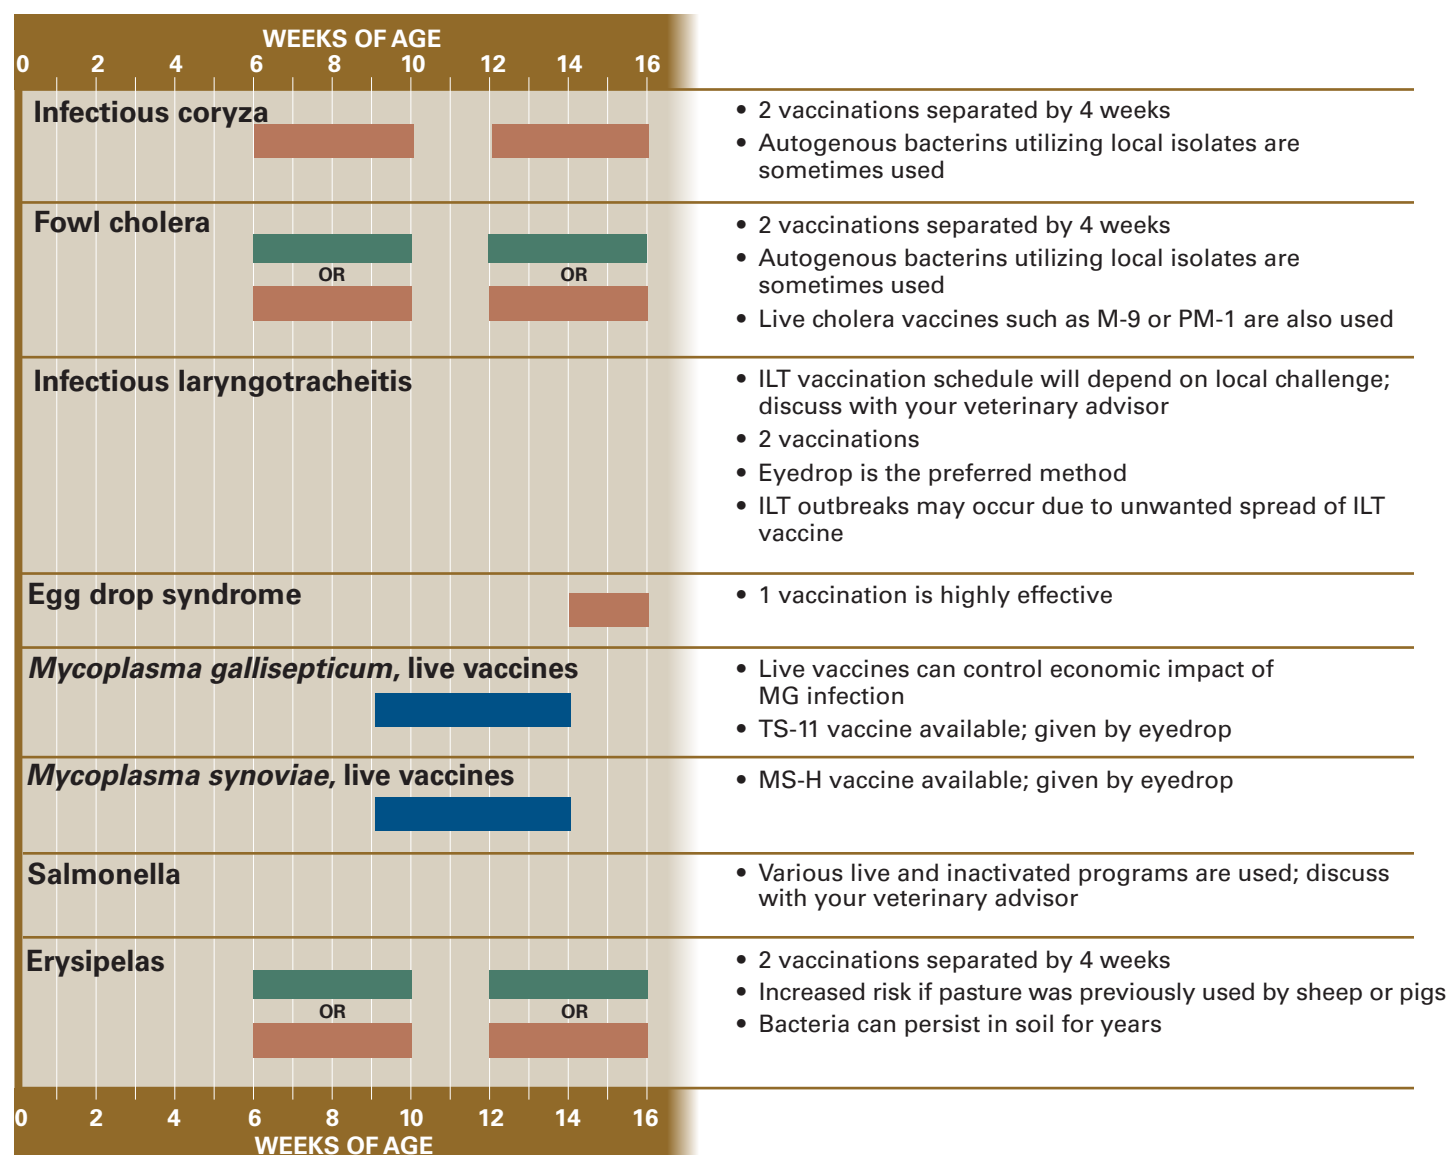 WEEKS OF AGE
0 2 4 6 8 10 12 14 16
Infectious coryza
• 2 vaccinations separated by 4 weeks
• Autogenous bacterins utilizing local isolates are
sometimes used
Fowl cholera
OR OR
• 2 vaccinations separated by 4 weeks
• Autogenous bacterins utilizing local isolates are
sometimes used
• Live cholera vaccines such as M-9 or PM-1 are also used
Infectious laryngotracheitis
• ILT vaccination schedule will depend on local challenge;
discuss with your veterinary advisor
• 2 vaccinations
• Eyedrop is the preferred method
• ILT outbreaks may occur due to unwanted spread of ILT
vaccine
Egg drop syndrome
• 1 vaccination is highly effective
Mycoplasma gallisepticum, live vaccines
• Live vaccines can control economic impact of
MG infection
• TS-11 vaccine available; given by eyedrop
Mycoplasma synoviae, live vaccines
• MS-H vaccine available; given by eyedrop
Salmonella
• Various live and inactivated programs are used; discuss
with your veterinary advisor
Erysipelas
OR OR
• 2 vaccinations separated by 4 weeks
• Increased risk if pasture was previously used by sheep or pigs
• Bacteria can persist in soil for years
0 2 4 6 8 10 12 14 16
WEEKS OF AGE